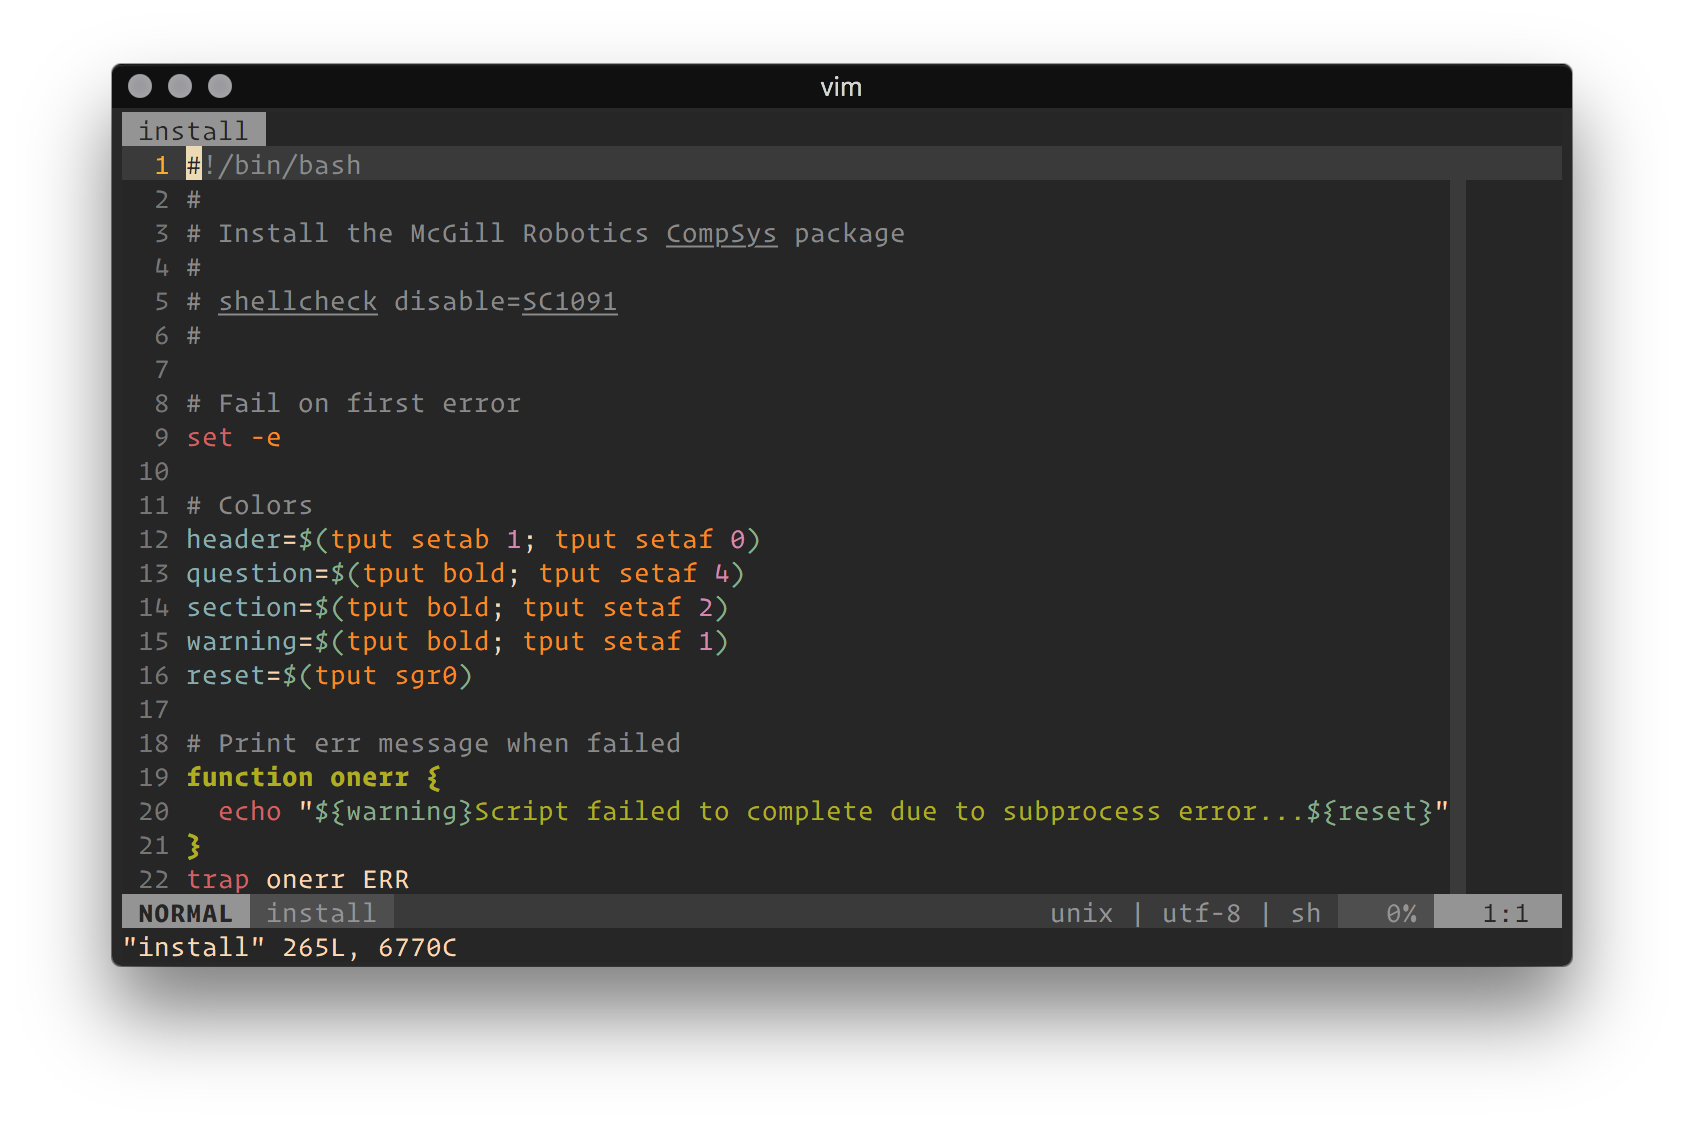 vim
install
1 #!/bin/bash
2 #
3 # Install the McGill Robotics CompSys package
4 #
5 # shellcheck disable=SC1091
6 #
7
8 # Fail on first error
9 set -e
10
11 # Colors
12 header=$(tput setab 1; tput setaf 0)
13 question=$(tput bold; tput setaf 4)
14 section=$(tput bold; tput setaf 2)
15 warning=$(tput bold; tput setaf 1)
16 reset=$(tput sgr0)
17
18 # Print err message when failed
19 function onerr {
20   echo "${warning}Script failed to complete due to subprocess error...${reset}"
21 }
22 trap onerr ERR
NORMAL install unix | utf-8 | sh 0% 1:1
"install" 265L, 6770C